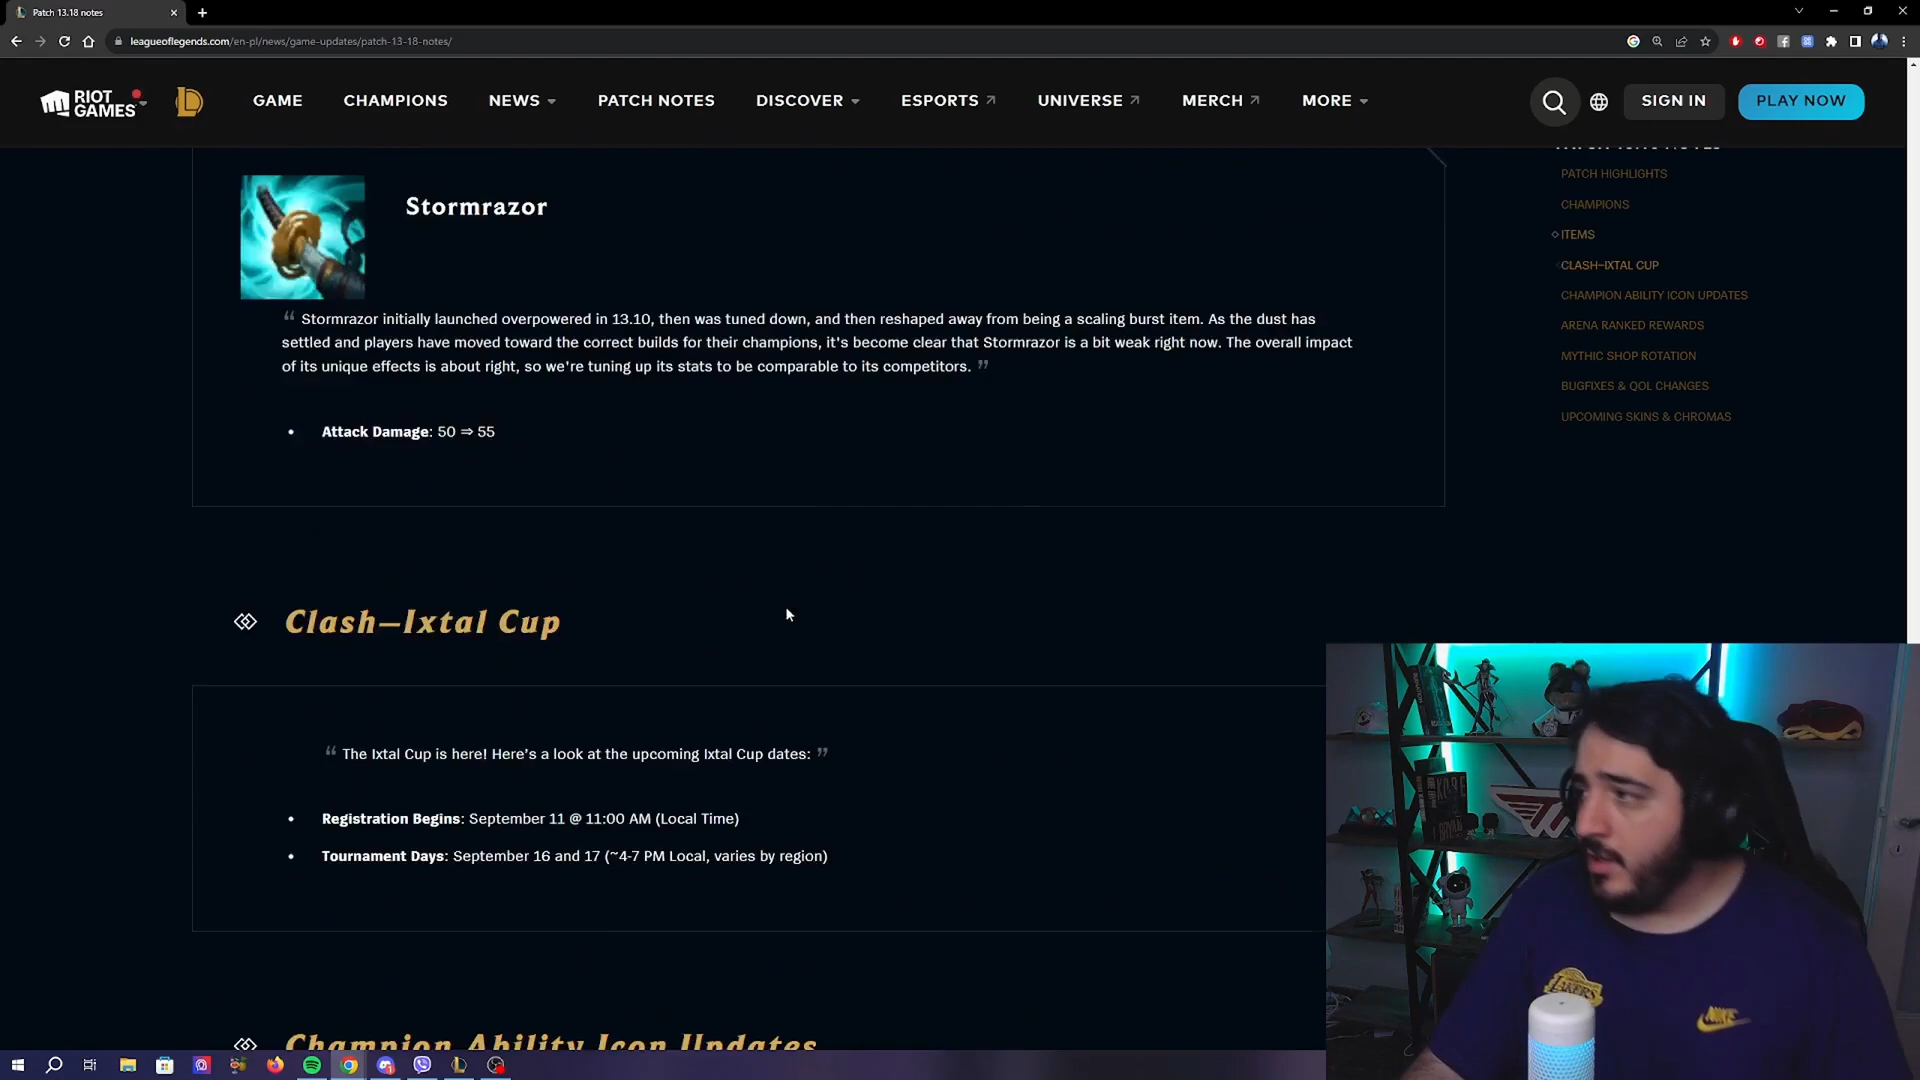 Patch 13.18 notes
leagueoflegends.com/en-pl/news/game-updates/patch-13-18-notes/
RIOT GAMES
GAME
CHAMPIONS
NEWS
PATCH NOTES
DISCOVER
ESPORTS
UNIVERSE
MERCH
MORE
SIGN IN
PLAY NOW
PATCH HIGHLIGHTS
CHAMPIONS
ITEMS
CLASH–IXTAL CUP
CHAMPION ABILITY ICON UPDATES
ARENA RANKED REWARDS
MYTHIC SHOP ROTATION
BUGFIXES & QOL CHANGES
UPCOMING SKINS & CHROMAS
Stormrazor
“ Stormrazor initially launched overpowered in 13.10, then was tuned down, and then reshaped away from being a scaling burst item. As the dust has
settled and players have moved toward the correct builds for their champions, it's become clear that Stormrazor is a bit weak right now. The overall impact
of its unique effects is about right, so we're tuning up its stats to be comparable to its competitors. ”
• Attack Damage: 50 ⇒ 55
Clash—Ixtal Cup
“ The Ixtal Cup is here! Here's a look at the upcoming Ixtal Cup dates: ”
• Registration Begins: September 11 @ 11:00 AM (Local Time)
• Tournament Days: September 16 and 17 (~4-7 PM Local, varies by region)
Champion Ability Icon Updates
KOBE
LAKERS